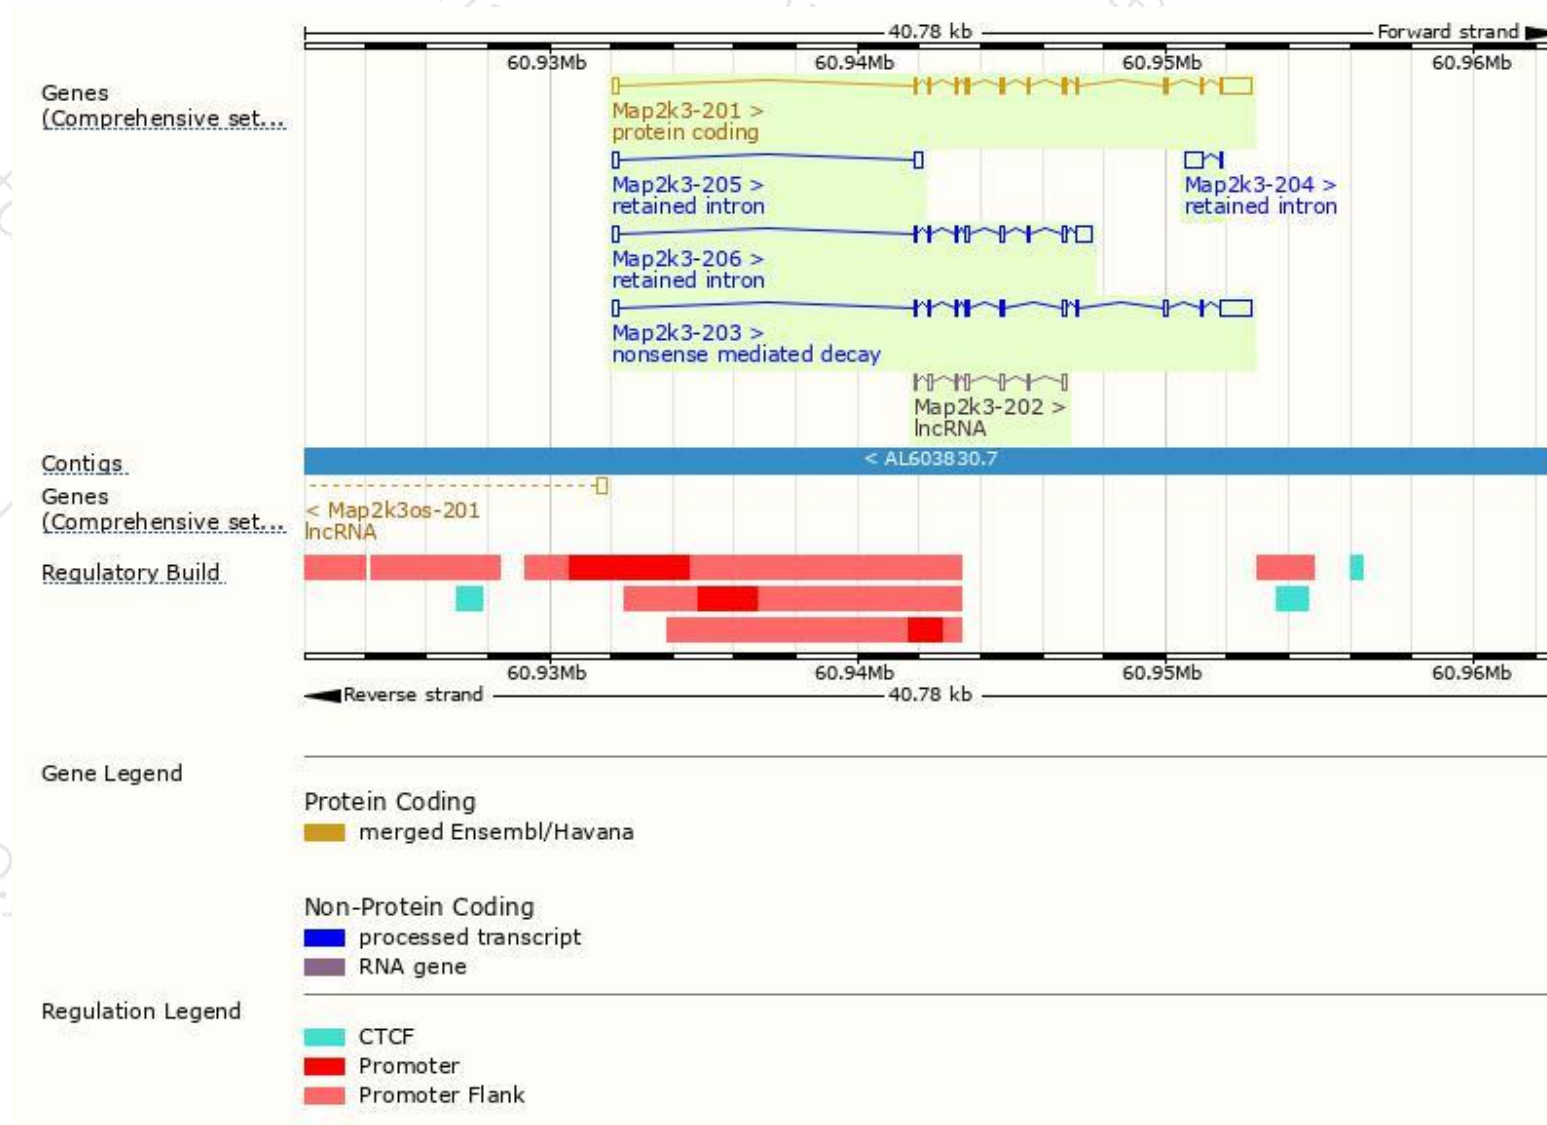 40.78 kb
Forward strand
60.93Mb 60.94Mb 60.95Mb 60.96Mb
Genes
(Comprehensive set...
Map2k3-201 >
protein coding
Map2k3-205 >
retained intron
Map2k3-204 >
retained intron
Map2k3-206 >
retained intron
Map2k3-203 >
nonsense mediated decay
Map2k3-202 >
lncRNA
Contigs
< AL603830.7
Genes
(Comprehensive set...
< Map2k3os-201
lncRNA
Regulatory Build
60.93Mb 60.94Mb 60.95Mb 60.96Mb
Reverse strand
40.78 kb
Gene Legend
Protein Coding
merged Ensembl/Havana
Non-Protein Coding
processed transcript
RNA gene
Regulation Legend
CTCF
Promoter
Promoter Flank